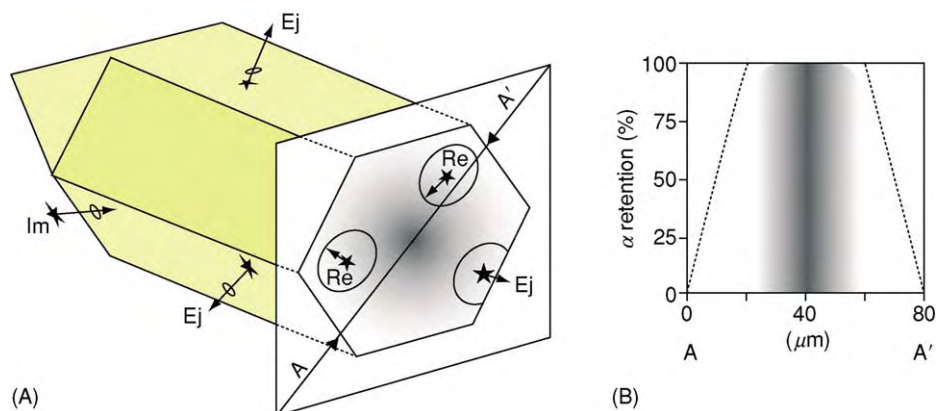 Ej
A′
Re
Im
Re
Ej
Ej
A
(A)
100
75
50
25
0
α retention (%)
0
40
80
(μm)
A
A′
(B)